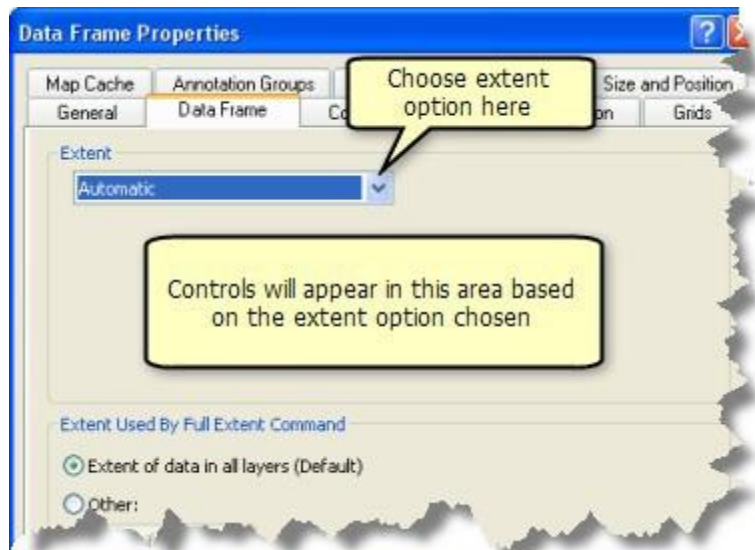 Data Frame Properties
Map Cache
Annotation Groups
Size and Position
General
Data Frame
Grids
Choose extent
option here
Extent
Automatic
Controls will appear in this area based
on the extent option chosen
Extent Used By Full Extent Command
Extent of data in all layers (Default)
Other: